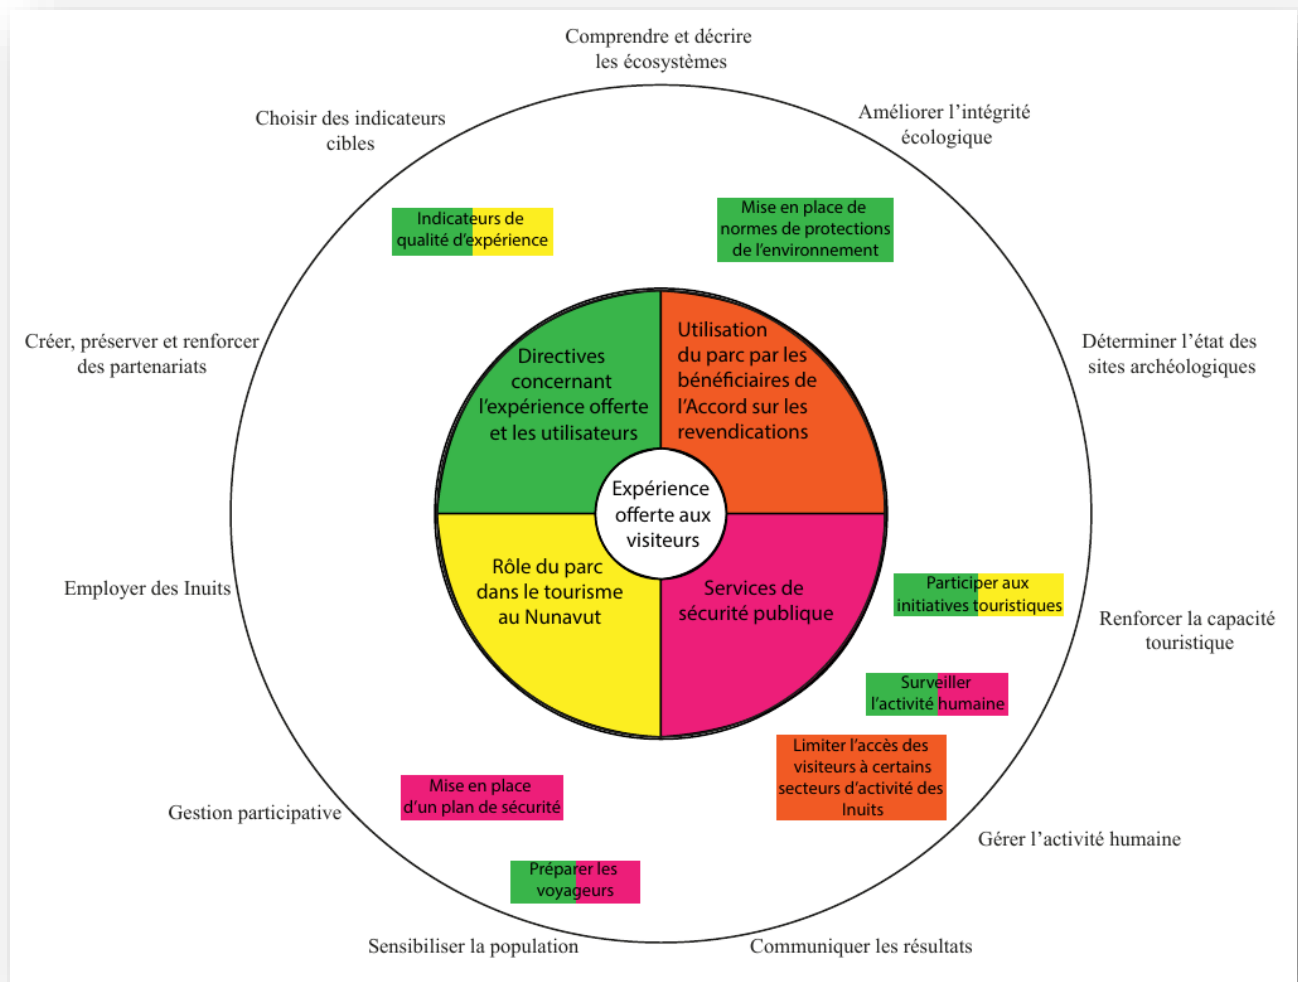 Comprendre et décrire
les écosystèmes
Choisir des indicateurs
cibles
Améliorer l'intégrité
écologique
Indicateurs de
qualité d'expérience
Mise en place de
normes de protections
de l'environnement
Créer, préserver et renforcer
des partenariats
Déterminer l'état des
sites archéologiques
Directives
concernant
l'expérience offerte
et les utilisateurs
Utilisation
du parc par les
bénéficiaires de
l'Accord sur les
revendications
Expérience
offerte aux
visiteurs
Rôle du parc
dans le tourisme
au Nunavut
Services de
sécurité publique
Employer des Inuits
Participer aux
initiatives touristiques
Renforcer la capacité
touristique
Surveiller
l'activité humaine
Limiter l'accès des
visiteurs à certains
secteurs d'activité des
Inuits
Mise en place
d'un plan de sécurité
Gestion participative
Gérer l'activité humaine
Préparer les
voyageurs
Sensibiliser la population
Communiquer les résultats